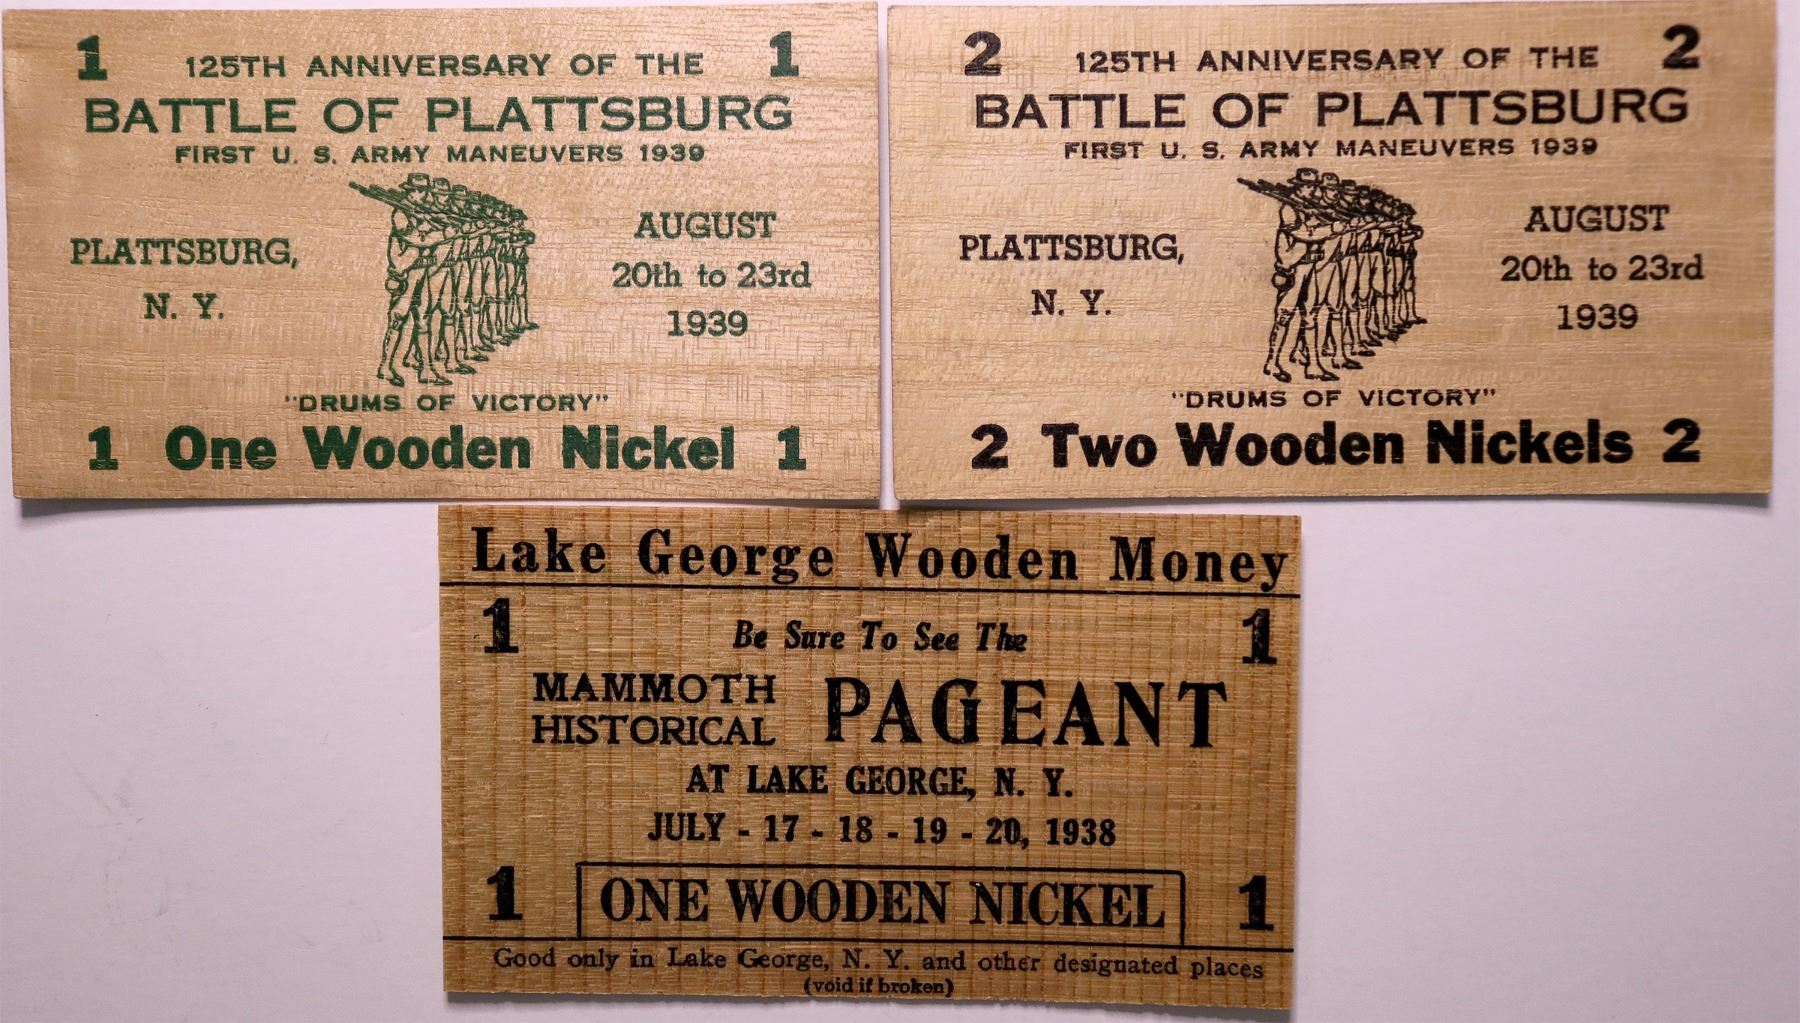 1 125TH ANNIVERSARY OF THE 1
BATTLE OF PLATTSBURG
FIRST U. S. ARMY MANEUVERS 1939
PLATTSBURG,
N. Y.
AUGUST
20th to 23rd
1939
"DRUMS OF VICTORY"
1 One Wooden Nickel 1
2 125TH ANNIVERSARY OF THE 2
BATTLE OF PLATTSBURG
FIRST U. S. ARMY MANEUVERS 1939
PLATTSBURG,
N. Y.
AUGUST
20th to 23rd
1939
"DRUMS OF VICTORY"
2 Two Wooden Nickels 2
Lake George Wooden Money
1 Be Sure To See The 1
MAMMOTH
HISTORICAL
PAGEANT
AT LAKE GEORGE, N. Y.
JULY - 17 - 18 - 19 - 20, 1938
1 ONE WOODEN NICKEL 1
Good only in Lake George, N. Y. and other designated places
(void if broken)